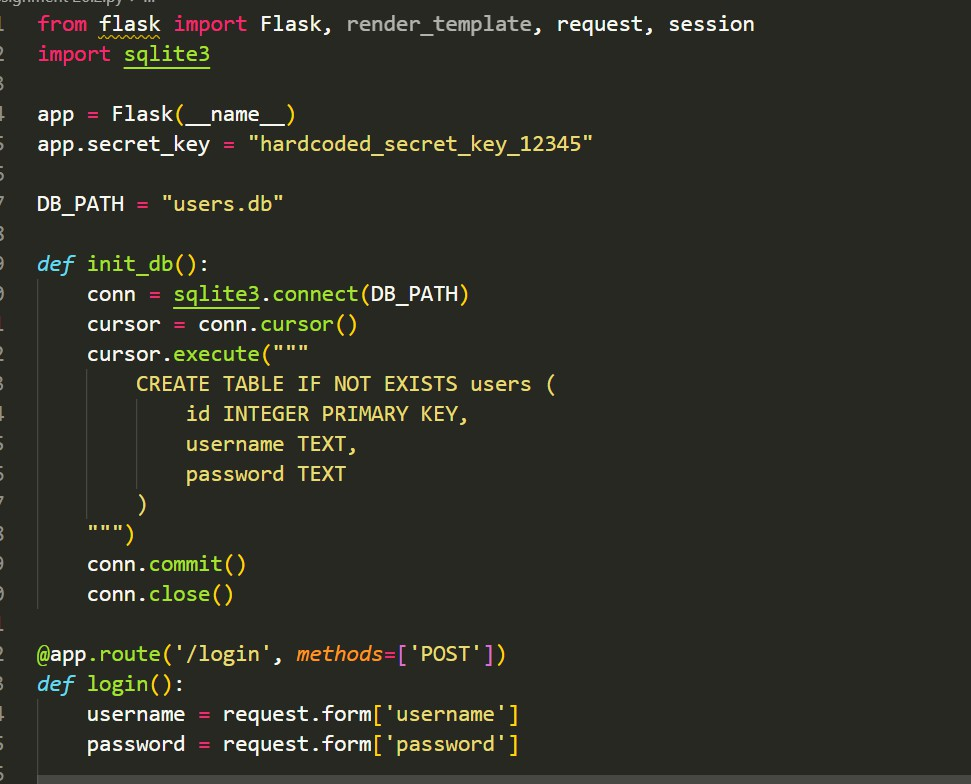 from flask import Flask, render_template, request, session
import sqlite3
app = Flask(__name__)
app.secret_key = "hardcoded_secret_key_12345"
DB_PATH = "users.db"
def init_db():
    conn = sqlite3.connect(DB_PATH)
    cursor = conn.cursor()
    cursor.execute("""
        CREATE TABLE IF NOT EXISTS users (
            id INTEGER PRIMARY KEY,
            username TEXT,
            password TEXT
        )
    """)
    conn.commit()
    conn.close()
@app.route('/login', methods=['POST'])
def login():
    username = request.form['username']
    password = request.form['password']